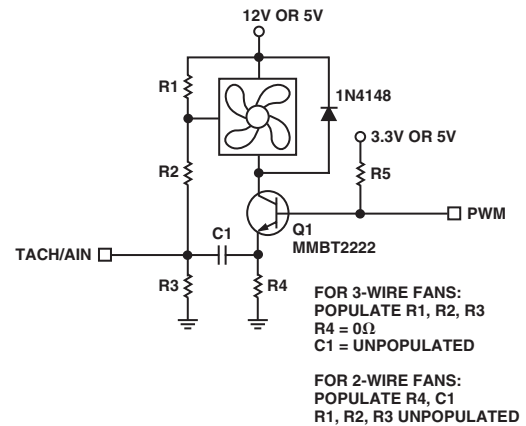 12V OR 5V
R1
1N4148
3.3V OR 5V
R2
R5
PWM
Q1
MMBT2222
C1
TACH/AIN
R3
R4
FOR 3-WIRE FANS:
POPULATE R1, R2, R3
R4 = 0Ω
C1 = UNPOPULATED
FOR 2-WIRE FANS:
POPULATE R4, C1
R1, R2, R3 UNPOPULATED